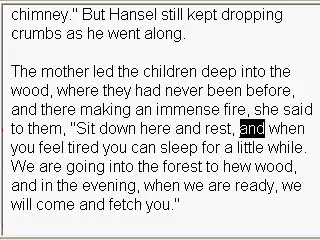 chimney." But Hansel still kept dropping
crumbs as he went along.
The mother led the children deep into the
wood, where they had never been before,
and there making an immense fire, she said
to them, "Sit down here and rest, and when
you feel tired you can sleep for a little while.
We are going into the forest to hew wood,
and in the evening, when we are ready, we
will come and fetch you."